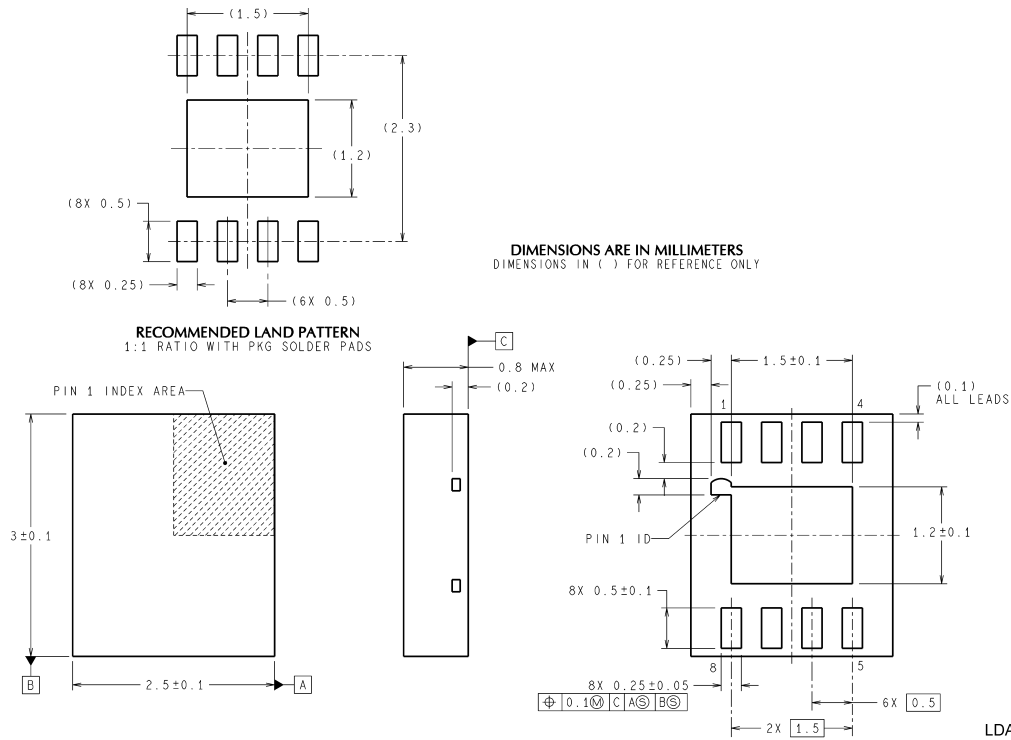 (1.5)
(2.3)
(1.2)
(8X 0.5)
(8X 0.25)
(6X 0.5)
DIMENSIONS ARE IN MILLIMETERS
DIMENSIONS IN ( ) FOR REFERENCE ONLY
RECOMMENDED LAND PATTERN
1:1 RATIO WITH PKG SOLDER PADS
PIN 1 INDEX AREA
3±0.1
B
2.5±0.1
A
C
0.8 MAX
(0.2)
(0.25)
1.5±0.1
(0.25)
(0.1)
ALL LEADS
1
4
(0.2)
(0.2)
PIN 1 ID
1.2±0.1
8X 0.5±0.1
8
5
8X 0.25±0.05
⌖ 0.1Ⓜ C AⓈ BⓈ
6X 0.5
2X 1.5
LDA